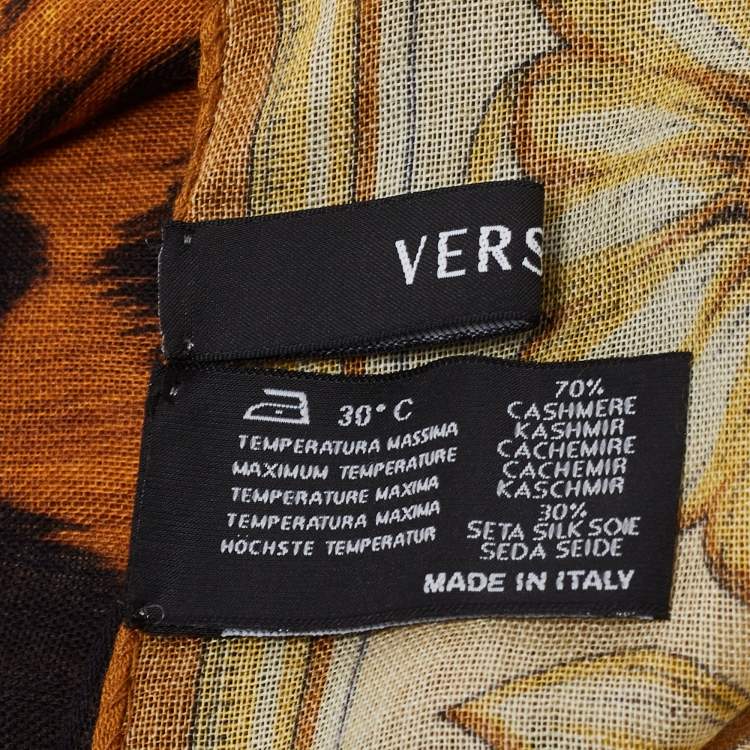 VERS
30° C
TEMPERATURA MASSIMA
MAXIMUM TEMPERATURE
TEMPERATURE MAXIMA
TEMPERATURA MAXIMA
HÖCHSTE TEMPERATUR
70%
CASHMERE
KASHMIR
CACHEMIRE
CACHEMIR
KASCHMIR
30%
SETA SILK SOIE
SEDA SEIDE
MADE IN ITALY